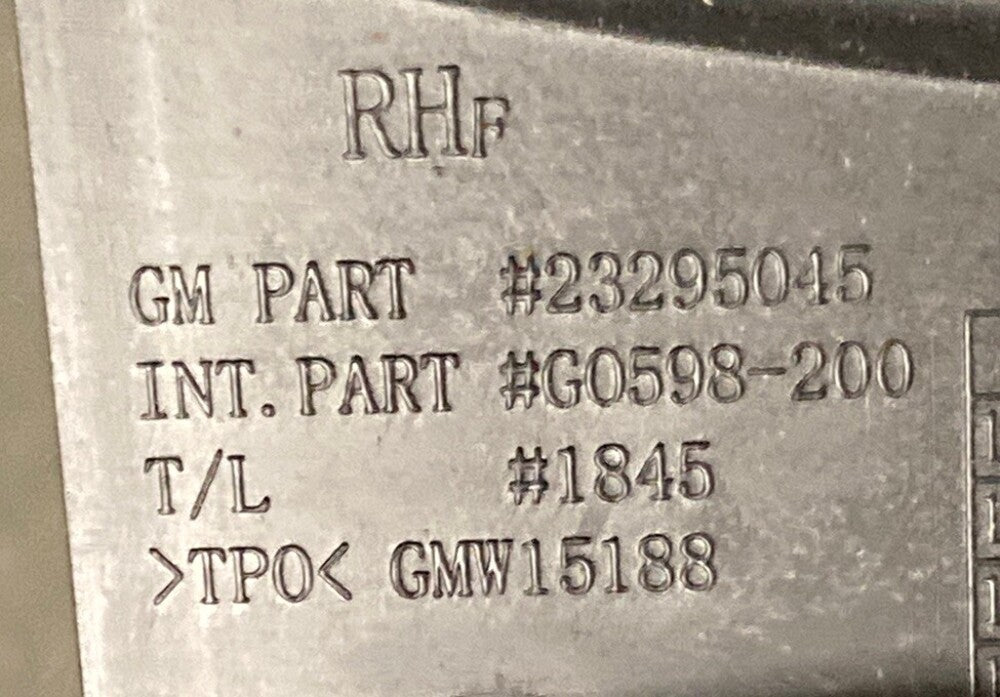 RHF
GM PART #23295045
INT. PART #G0598-200
T/L #1845
>TPO< GMW15188